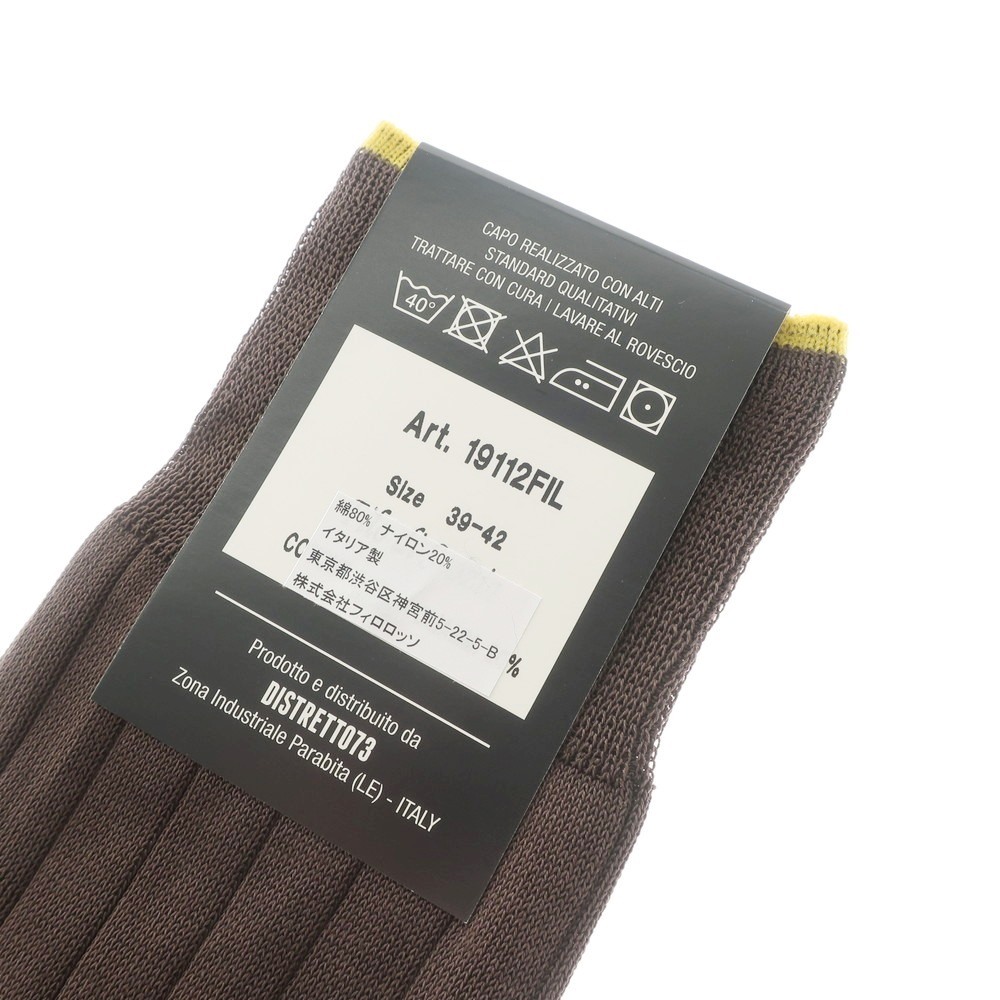 CAPO REALIZZATO CON ALTI
STANDARD QUALITATIVI
TRATTARE CON CURA | LAVARE AL ROVESCIO
40°
Art. 19112FIL
Size 39-42
綿80% ナイロン20%
イタリア製
東京都渋谷区神宮前5-22-5-B
株式会社フィロロッソ
CO
%
Prodotto e distribuito da
DISTRETTO73
Zona Industriale Parabita (LE) - ITALY